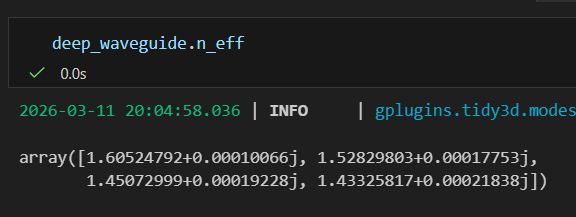 deep_waveguide.n_eff
0.0s
2026-03-11 20:04:58.036 | INFO     | gplugins.tidy3d.modes
array([1.60524792+0.00010066j, 1.52829803+0.00017753j,
       1.45072999+0.00019228j, 1.43325817+0.00021838j])